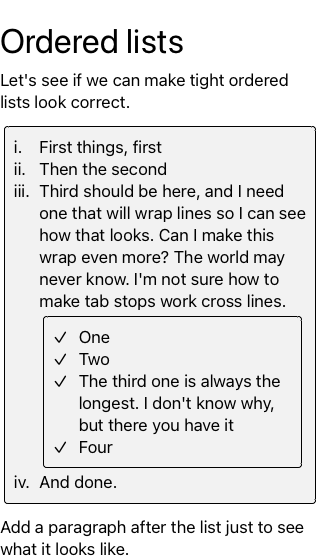 Ordered lists
Let's see if we can make tight ordered
lists look correct.
i. First things, first
ii. Then the second
iii. Third should be here, and I need
one that will wrap lines so I can see
how that looks. Can I make this
wrap even more? The world may
never know. I'm not sure how to
make tab stops work cross lines.
✓ One
✓ Two
✓ The third one is always the
longest. I don't know why,
but there you have it
✓ Four
iv. And done.
Add a paragraph after the list just to see
what it looks like.